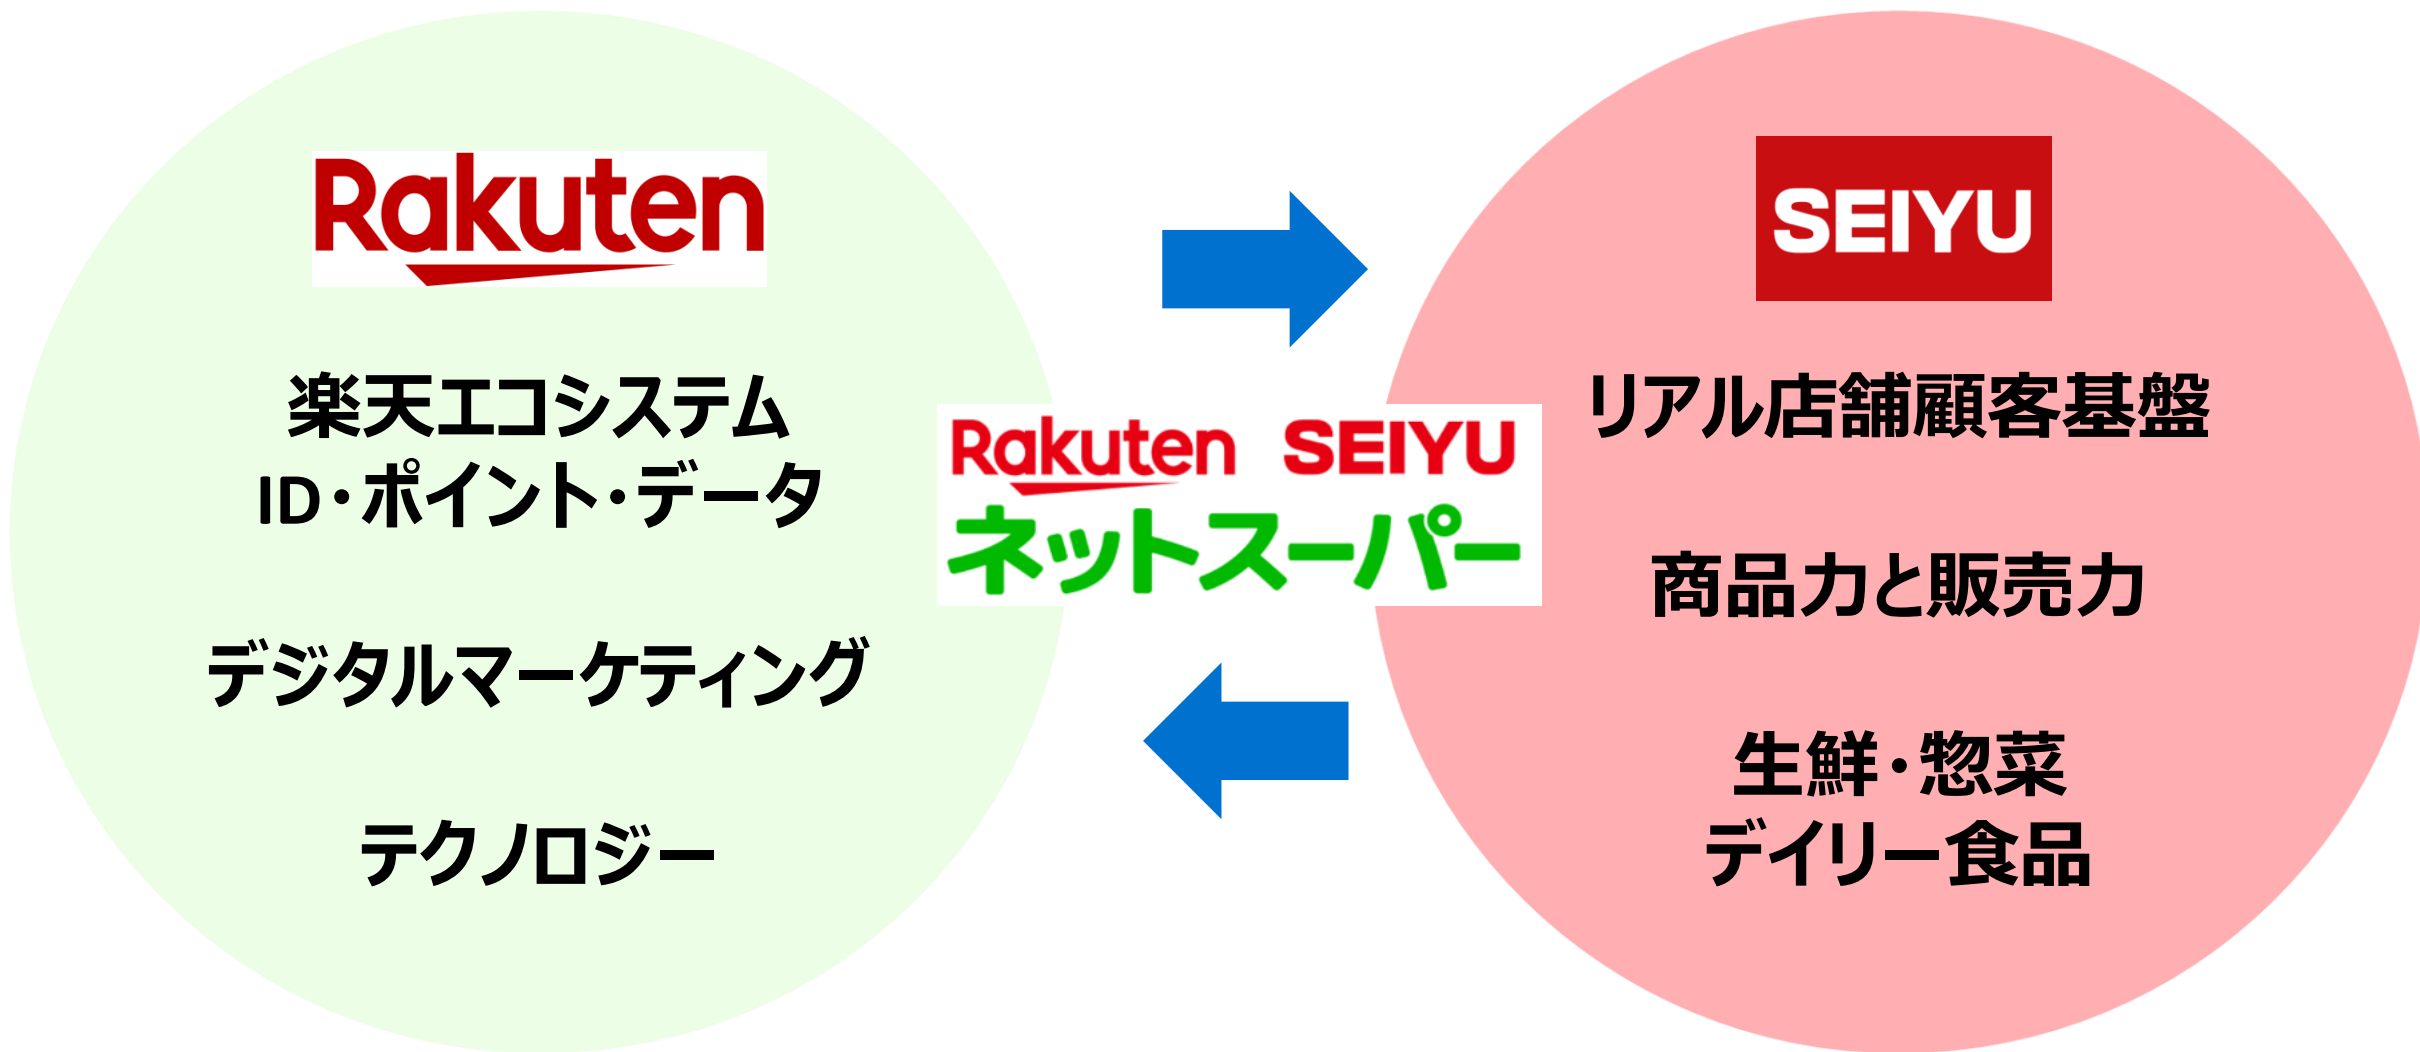 Rakuten
楽天エコシステム
ID・ポイント・データ
デジタルマーケティング
テクノロジー
Rakuten SEIYU
ネットスーパー
SEIYU
リアル店舗顧客基盤
商品力と販売力
生鮮・惣菜
デイリー食品